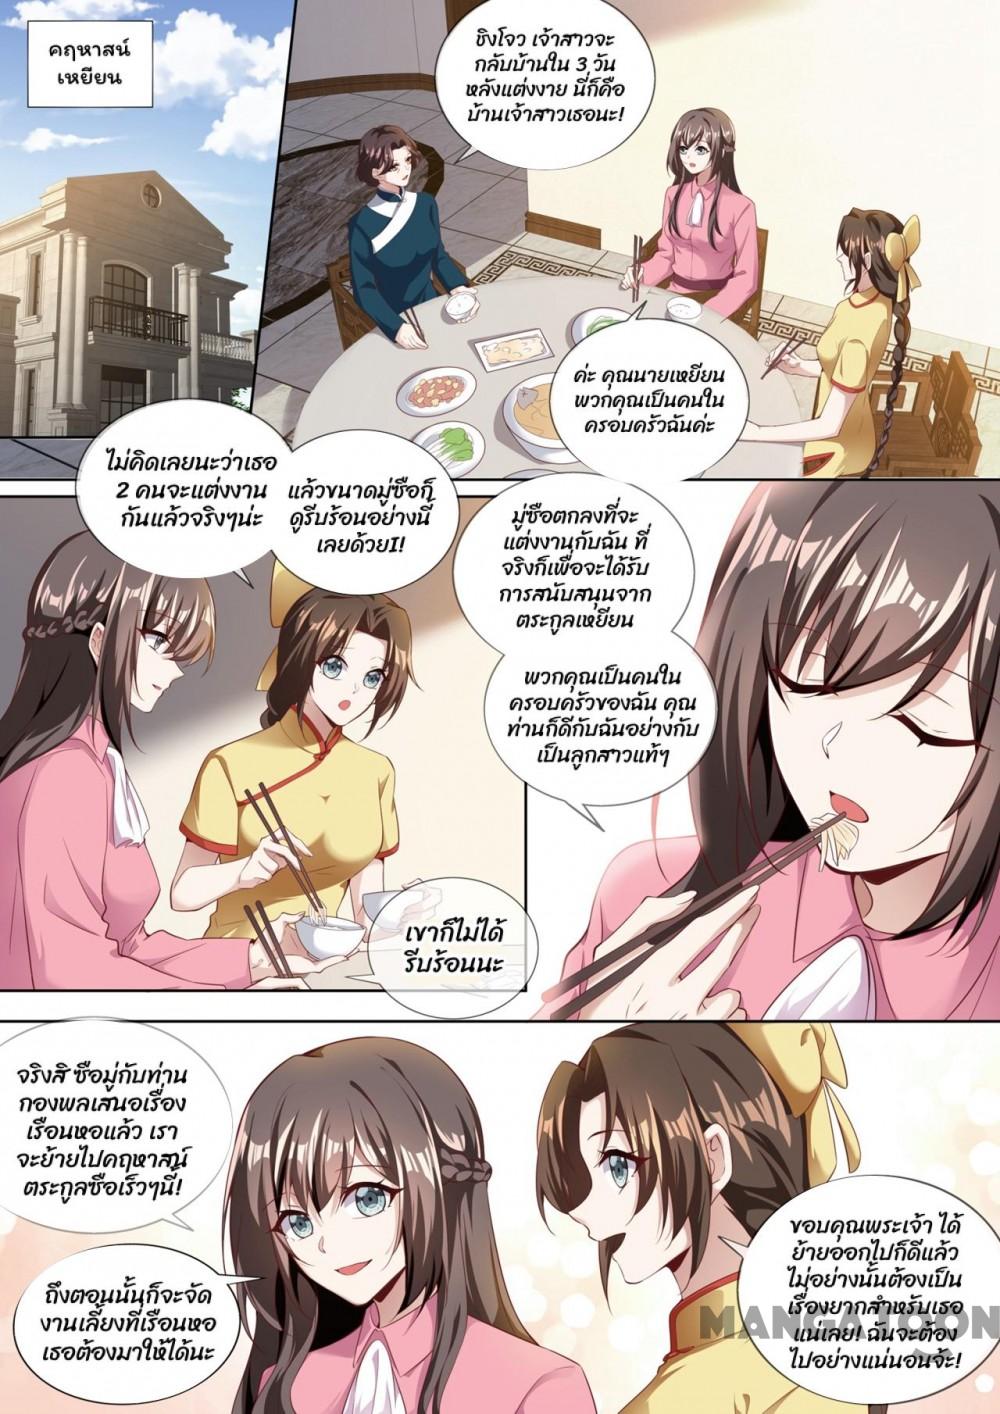 คฤหาสน์
เหยียน
ชิงโจว เจ้าสาวจะ
กลับบ้านใน 3 วัน
หลังแต่งงาย นี่ก็คือ
บ้านเจ้าสาวเธอนะ!
ค่ะ คุณนายเหยียน
พวกคุณเป็นคนใน
ครอบครัวฉันค่ะ
ไม่คิดเลยนะว่าเธอ
2 คนจะแต่งงาน
กันแล้วจริงๆน่ะ
แล้วขนาดมู่ซือก็
ดูรีบร้อนอย่างนี้
เลยด้วยI!
มู่ซือตกลงที่จะ
แต่งงานกับฉัน ที่
จริงก็เพื่อจะได้รับ
การสนับสนุนจาก
ตระกูลเหยียน
พวกคุณเป็นคนใน
ครอบครัวของฉัน คุณ
ท่านก็ดีกับฉันอย่างกับ
เป็นลูกสาวแท้ๆ
เขาก็ไม่ได้
รีบร้อนนะ
จริงสิ ซือมู่กับท่าน
กองพลเสนอเรื่อง
เรือนหอแล้ว เรา
จะย้ายไปคฤหาสน์
ตระกูลซือเร็วๆนี้!
ถึงตอนนั้นก็จะจัด
งานเลี้ยงที่เรือนหอ
เธอต้องมาให้ได้นะ
ขอบคุณพระเจ้า ได้
ย้ายออกไปก็ดีแล้ว
ไม่อย่างนั้นต้องเป็น
เรื่องยากสำหรับเธอ
แน่เลย! ฉันจะต้อง
ไปอย่างแน่นอนจ้ะ!
MANGATOON